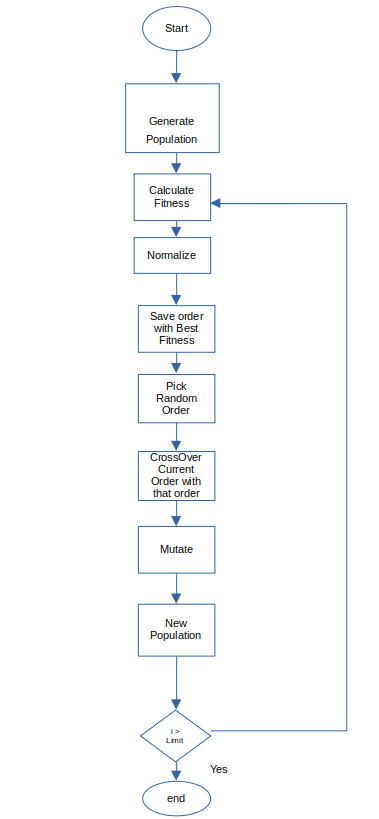 Start
Generate
Population
Calculate
Fitness
Normalize
Save order
with Best
Fitness
Pick
Random
Order
CrossOver
Current
Order with
that order
Mutate
New
Population
i >
Limit
Yes
end